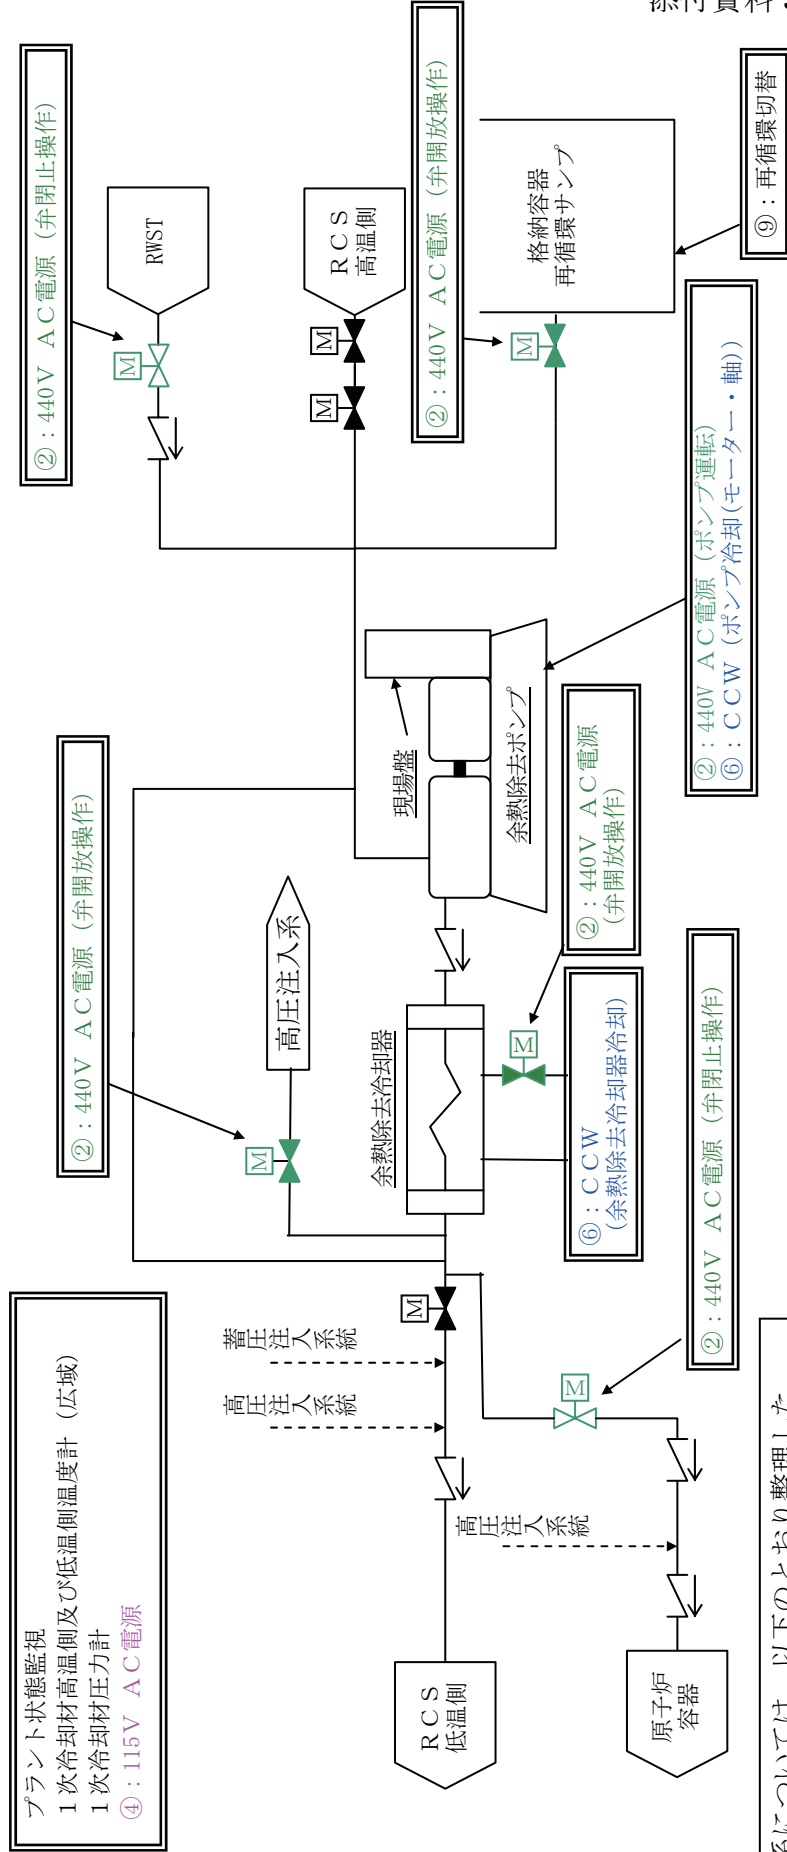 添付資料
プラント状態監視
１次冷却材高温側及び低温側温度計（広域）
１次冷却材圧力計
④：115V AC電源
②：440V AC電源（弁開放操作）
②：440V AC電源（弁閉止操作）
M
RWST
M
M
M
RCS
高温側
②：440V AC電源（弁開放操作）
M
格納容器
再循環サンプ
⑨：再循環切替
高圧注入系
M
蓄圧注入系統
高圧注入系統
余熱除去冷却器
現場盤
余熱除去ポンプ
②：440V AC電源（ポンプ運転）
⑥：CCW（ポンプ冷却(モーター・軸)）
M
②：440V AC電源
（弁開放操作）
⑥：CCW
(余熱除去冷却器冷却)
RCS
低温側
高圧注入系統
M
②：440V AC電源（弁閉止操作）
原子炉
容器
系については、以下のとおり整理した